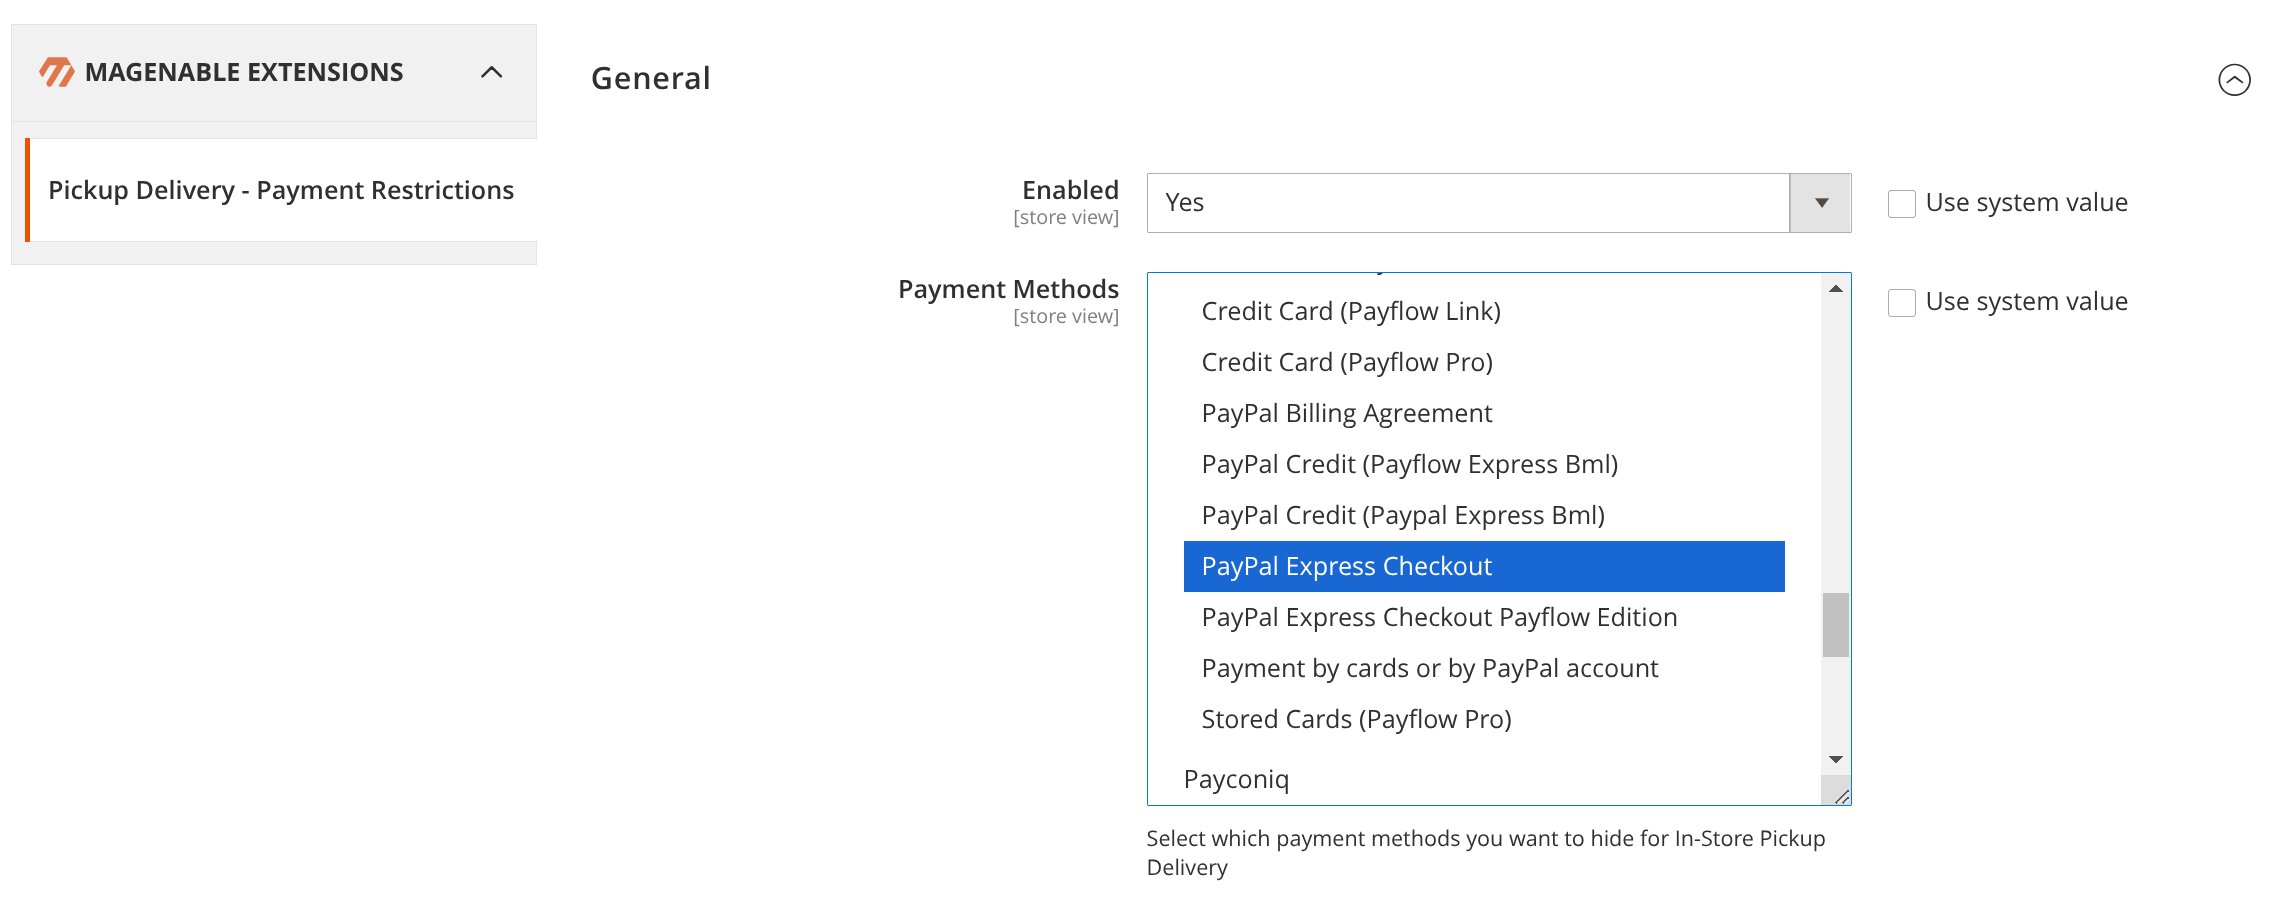 MAGENABLE EXTENSIONS
Pickup Delivery - Payment Restrictions
General
Enabled
[store view]
Yes
Use system value
Payment Methods
[store view]
Use system value
Credit Card (Payflow Link)
Credit Card (Payflow Pro)
PayPal Billing Agreement
PayPal Credit (Payflow Express Bml)
PayPal Credit (Paypal Express Bml)
PayPal Express Checkout
PayPal Express Checkout Payflow Edition
Payment by cards or by PayPal account
Stored Cards (Payflow Pro)
Payconiq
Select which payment methods you want to hide for In-Store Pickup
Delivery